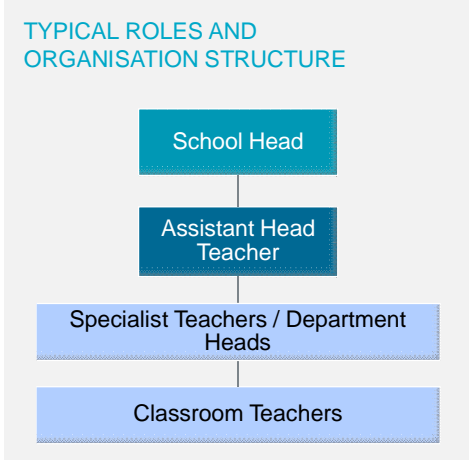 TYPICAL ROLES AND
ORGANISATION STRUCTURE
School Head
Assistant Head
Teacher
Specialist Teachers / Department
Heads
Classroom Teachers